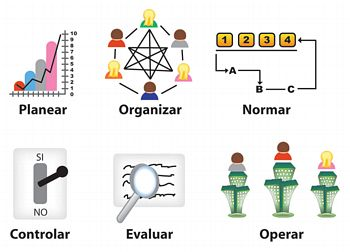 10
9
8
7
6
5
4
3
2
1
0
Planear
Organizar
1 2 3 4
A
B C
Normar
SI
NO
Controlar
Evaluar
Operar